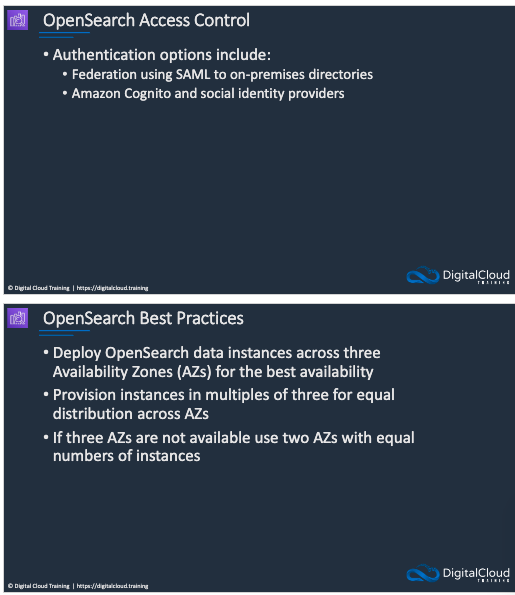 OpenSearch Access Control
• Authentication options include:
• Federation using SAML to on-premises directories
• Amazon Cognito and social identity providers
DigitalCloud
TRAINING
© Digital Cloud Training | https://digitalcloud.training
OpenSearch Best Practices
• Deploy OpenSearch data instances across three
Availability Zones (AZs) for the best availability
• Provision instances in multiples of three for equal
distribution across AZs
• If three AZs are not available use two AZs with equal
numbers of instances
DigitalCloud
TRAINING
© Digital Cloud Training | https://digitalcloud.training